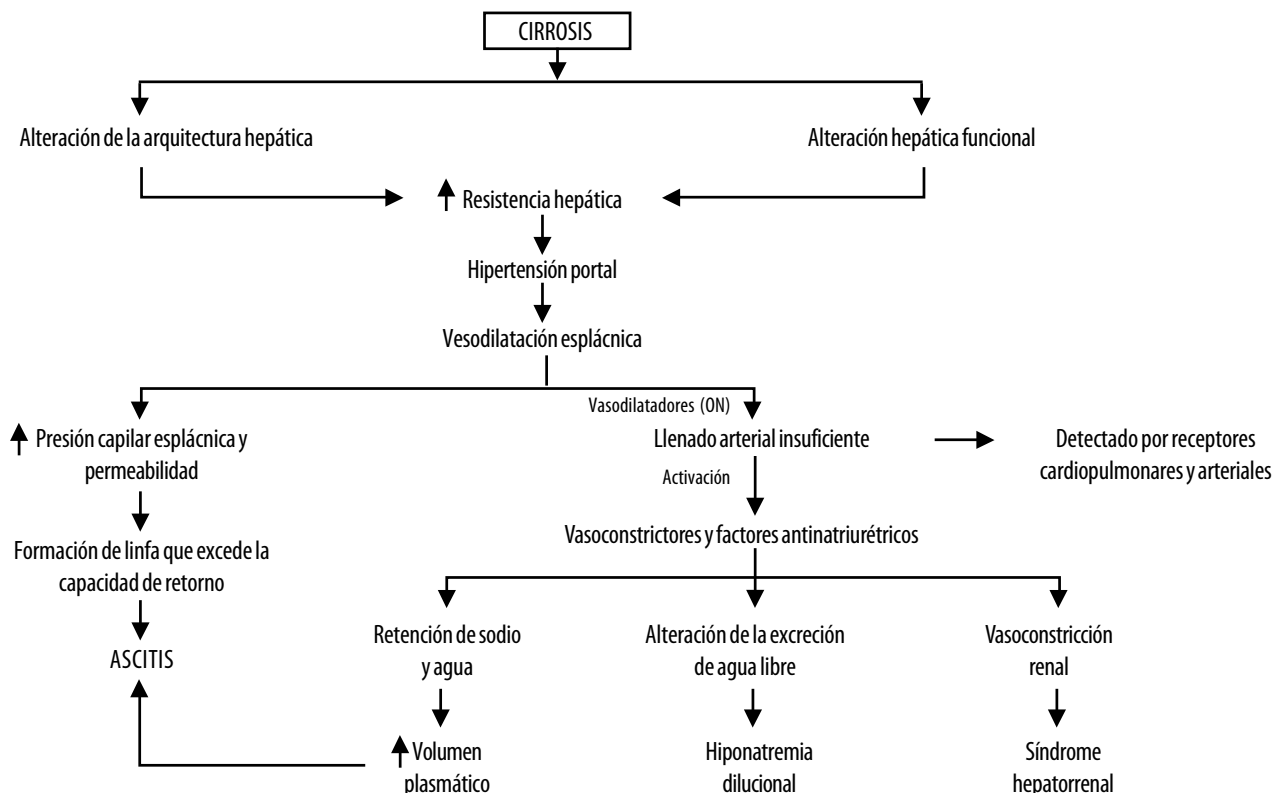 CIRROSIS
Alteración de la arquitectura hepática
Alteración hepática funcional
Resistencia hepática
Hipertensión portal
Vesodilatación esplácnica
Vasodilatadores (ON)
Presión capilar esplácnica y
permeabilidad
Llenado arterial insuficiente
Detectado por receptores
cardiopulmonares y arteriales
Activación
Vasoconstrictores y factores antinatriurétricos
Formación de linfa que excede la
capacidad de retorno
ASCITIS
Retención de sodio
y agua
Alteración de la excreción
de agua libre
Vasoconstricción
renal
Volumen
plasmático
Hiponatremia
dilucional
Síndrome
hepatorrenal